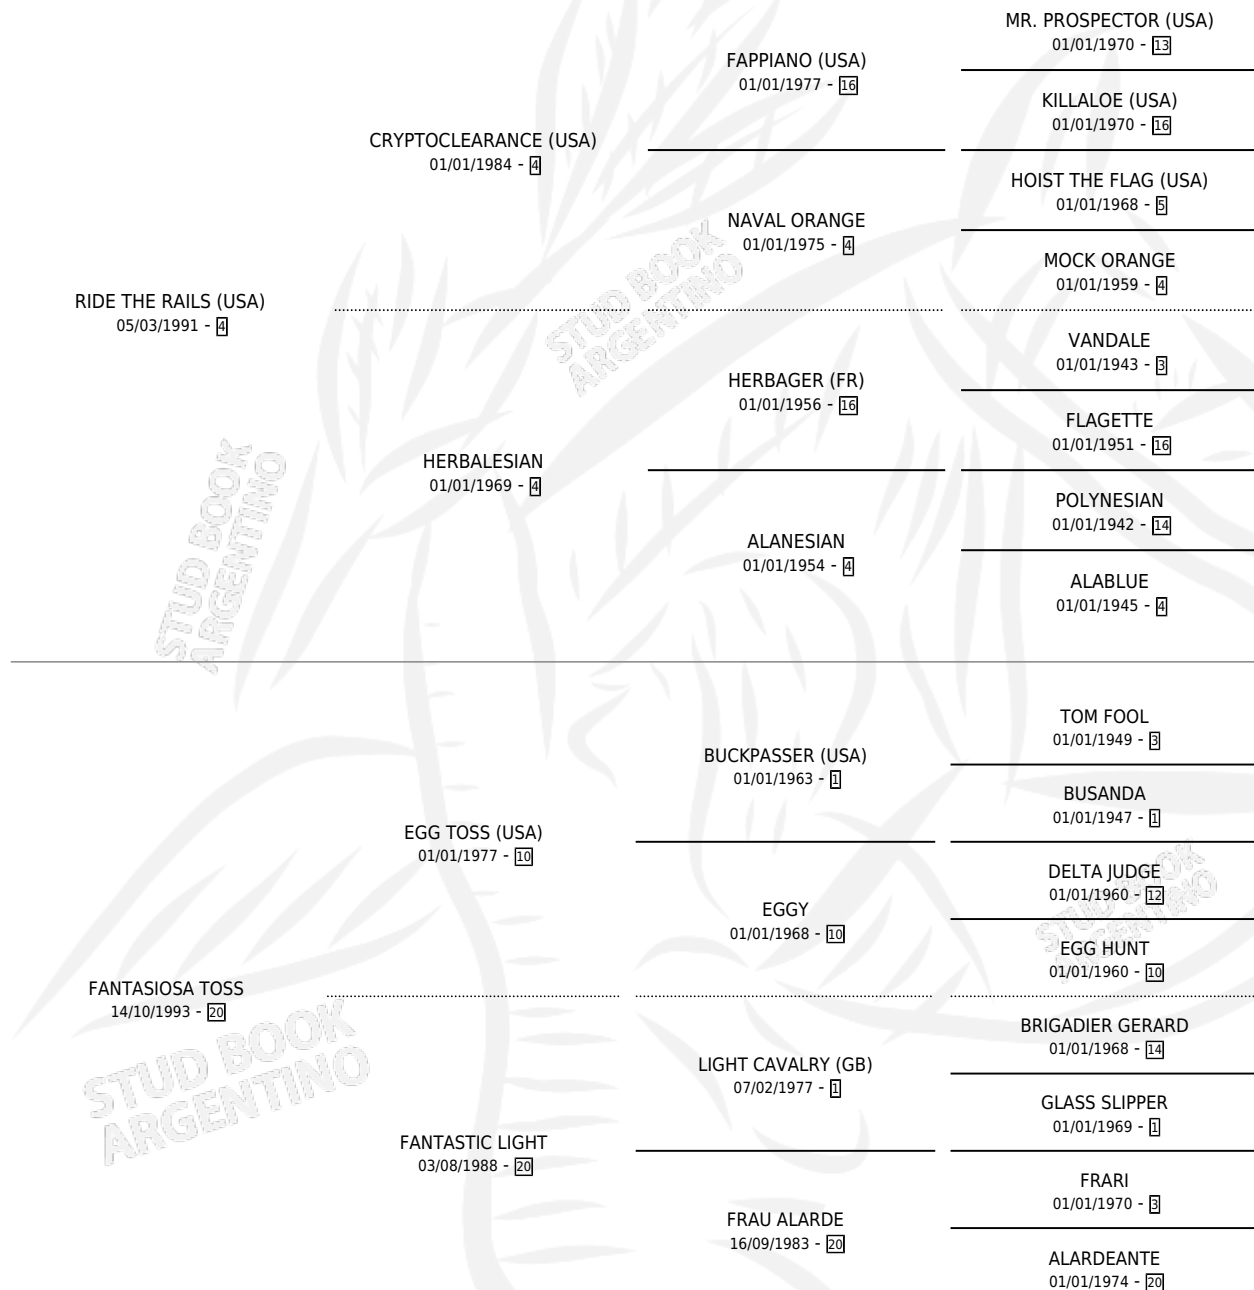 MR. PROSPECTOR (USA)
01/01/1970 - 13
FAPPIANO (USA)
01/01/1977 - 16
KILLALOE (USA)
01/01/1970 - 16
CRYPTOCLEARANCE (USA)
01/01/1984 - 4
HOIST THE FLAG (USA)
01/01/1968 - 5
NAVAL ORANGE
01/01/1975 - 4
MOCK ORANGE
01/01/1959 - 4
RIDE THE RAILS (USA)
05/03/1991 - 4
VANDALE
01/01/1943 - 3
HERBAGER (FR)
01/01/1956 - 16
FLAGETTE
01/01/1951 - 16
HERBALESIAN
01/01/1969 - 4
POLYNESIAN
01/01/1942 - 14
ALANESIAN
01/01/1954 - 4
ALABLUE
01/01/1945 - 4
STUD BOOK
ARGENTINO
STUD BOOK
ARGENTINO
TOM FOOL
01/01/1949 - 3
BUCKPASSER (USA)
01/01/1963 - 1
BUSANDA
01/01/1947 - 1
EGG TOSS (USA)
01/01/1977 - 10
DELTA JUDGE
01/01/1960 - 12
EGGY
01/01/1968 - 10
EGG HUNT
01/01/1960 - 10
FANTASIOSA TOSS
14/10/1993 - 20
BRIGADIER GERARD
01/01/1968 - 14
LIGHT CAVALRY (GB)
07/02/1977 - 1
GLASS SLIPPER
01/01/1969 - 1
FANTASTIC LIGHT
03/08/1988 - 20
FRARI
01/01/1970 - 3
FRAU ALARDE
16/09/1983 - 20
ALARDEANTE
01/01/1974 - 20
STUD BOOK
ARGENTINO
STUD BOOK
ARGENTINO